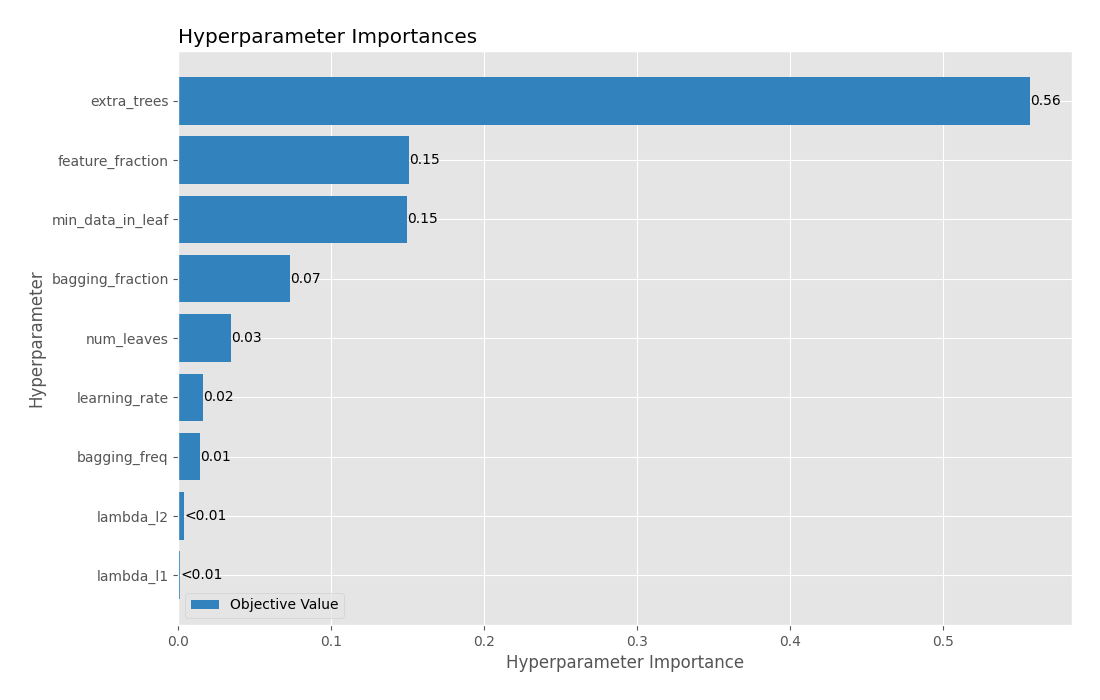 Hyperparameter Importances
extra_trees
0.56
feature_fraction
0.15
min_data_in_leaf
0.15
bagging_fraction
0.07
num_leaves
0.03
learning_rate
0.02
bagging_freq
0.01
lambda_l2
<0.01
lambda_l1
<0.01
Objective Value
0.0 0.1 0.2 0.3 0.4 0.5
Hyperparameter Importance
Hyperparameter